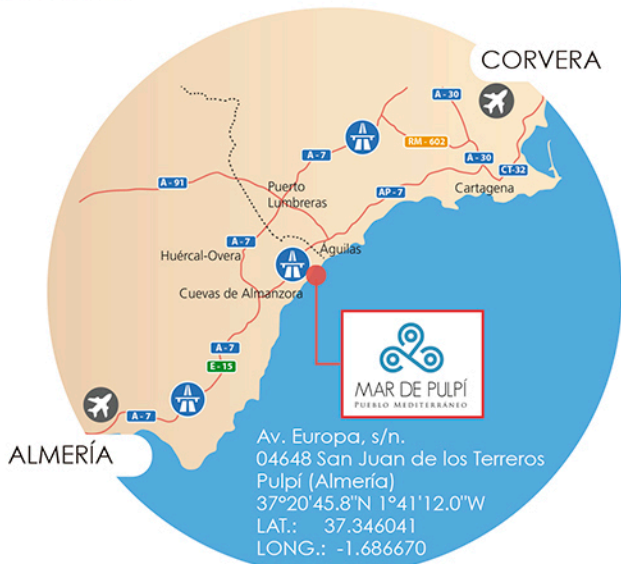 CORVERA
A-30
A-7
RM-602
A-30
CT-32
A-91
AP-7
Puerto
Lumbreras
Cartagena
A-7
Águilas
Huércal-Overa
Cuevas de Almanzora
A-7
E-15
MAR DE PULPÍ
PUEBLO MEDITERRÁNEO
A-7
ALMERÍA
Av. Europa, s/n.
04648 San Juan de los Terreros
Pulpí (Almería)
37°20'45.8"N 1°41'12.0"W
LAT.: 37.346041
LONG.: -1.686670